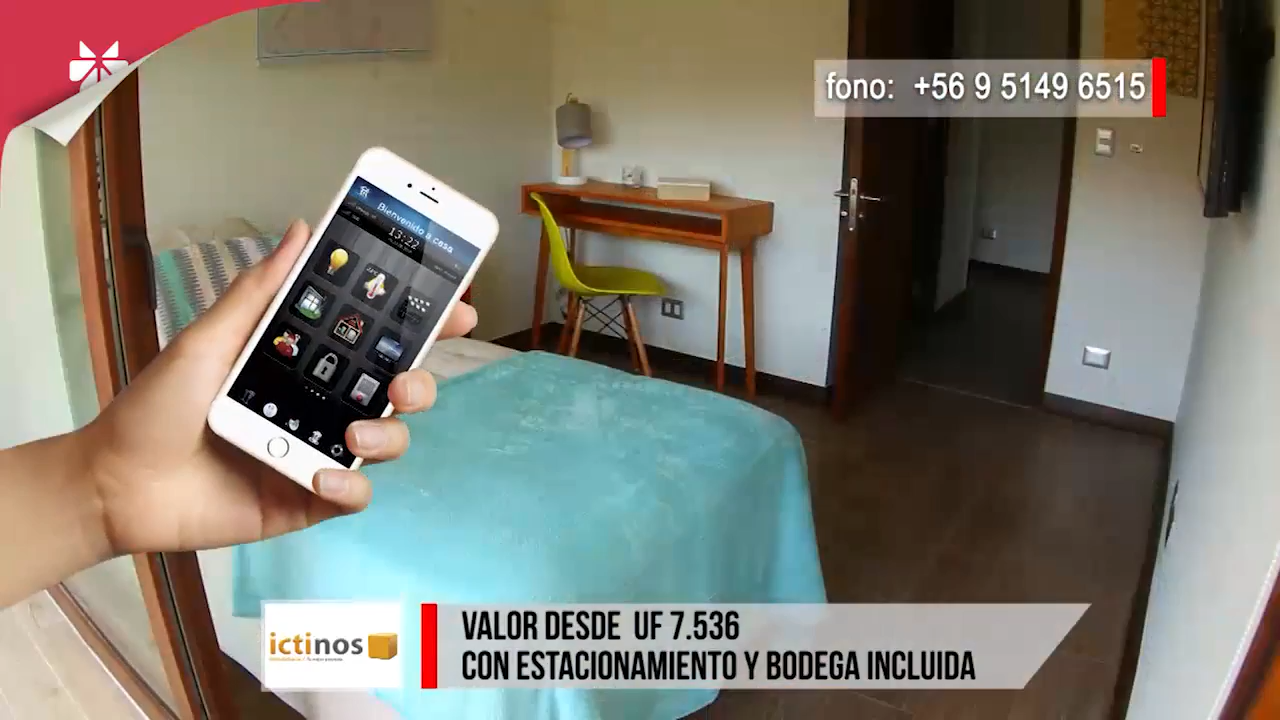 fono: +56 9 5149 6515
Bienvenido a casa
13:22
ictinos
VALOR DESDE UF 7.536
CON ESTACIONAMIENTO Y BODEGA INCLUIDA